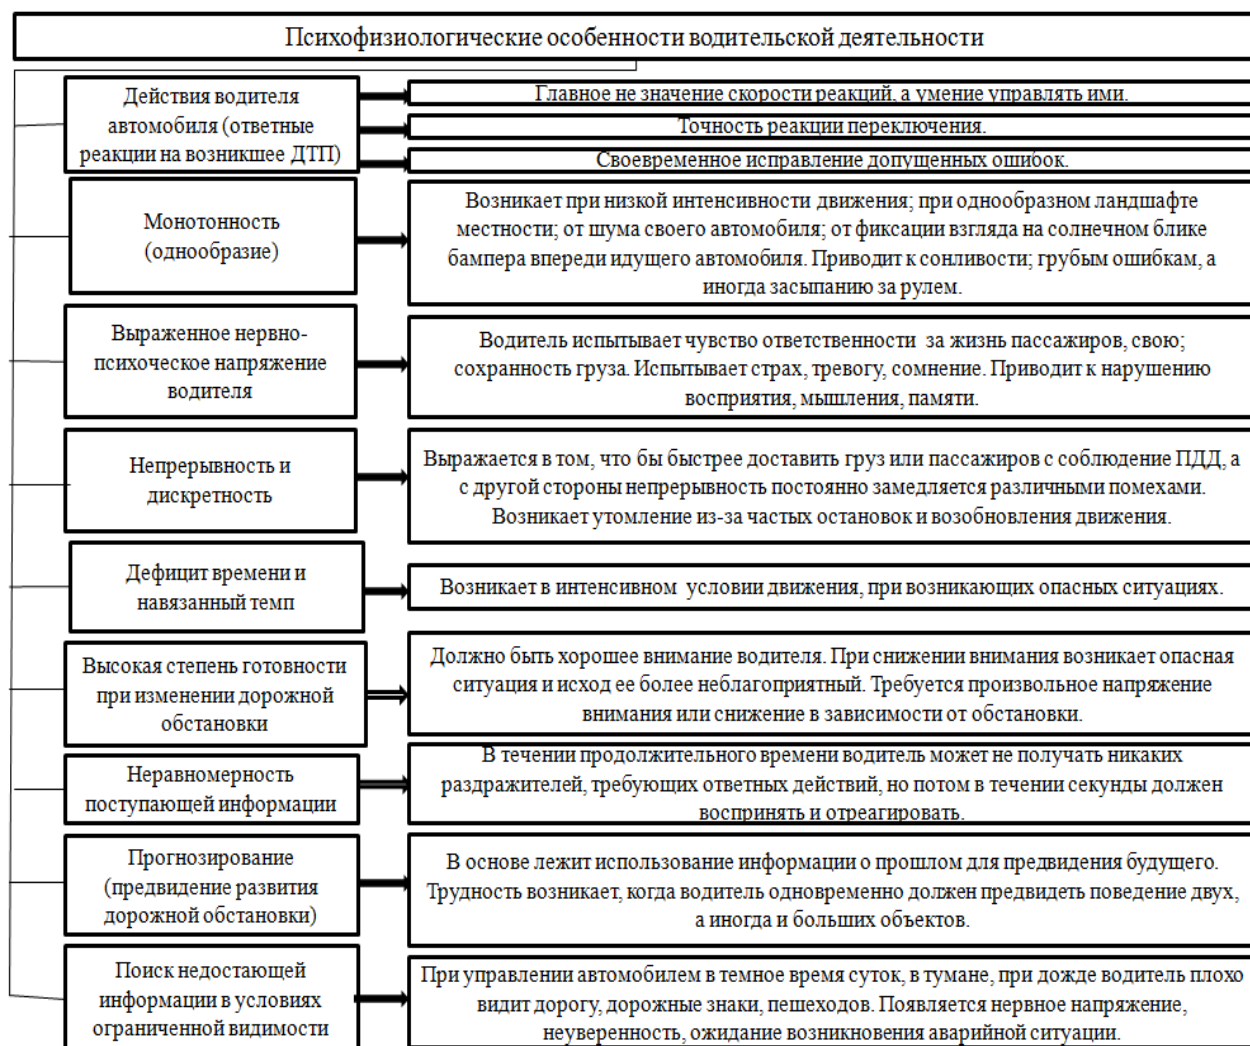 Психофизиологические особенности водительской деятельности
Действия водителя
автомобиля (ответные
реакции на возникшее ДТП)
Главное не значение скорости реакций, а умение управлять ими.
Точность реакции переключения.
Своевременное исправление допущенных ошибок.
Монотонность
(однообразие)
Возникает при низкой интенсивности движения; при однообразном ландшафте
местности; от шума своего автомобиля; от фиксации взгляда на солнечном блике
бампера впереди идущего автомобиля. Приводит к сонливости; грубым ошибкам, а
иногда засыпанию за рулем.
Выраженное нервно-
психоческое напряжение
водителя
Водитель испытывает чувство ответственности за жизнь пассажиров, свою;
сохранность груза. Испытывает страх, тревогу, сомнение. Приводит к нарушению
восприятия, мышления, памяти.
Непрерывность и
дискретность
Выражается в том, что бы быстрее доставить груз или пассажиров с соблюдение ПДД, а
с другой стороны непрерывность постоянно замедляется различными помехами.
Возникает утомление из-за частых остановок и возобновления движения.
Дефицит времени и
навязанный темп
Возникает в интенсивном условии движения, при возникающих опасных ситуациях.
Высокая степень готовности
при изменении дорожной
обстановки
Должно быть хорошее внимание водителя. При снижении внимания возникает опасная
ситуация и исход ее более неблагоприятный. Требуется произвольное напряжение
внимания или снижение в зависимости от обстановки.
Неравномерность
поступающей информации
В течении продолжительного времени водитель может не получать никаких
раздражителей, требующих ответных действий, но потом в течении секунды должен
воспринять и отреагировать.
Прогнозирование
(предвидение развития
дорожной обстановки)
В основе лежит использование информации о прошлом для предвидения будущего.
Трудность возникает, когда водитель одновременно должен предвидеть поведение двух,
а иногда и больших объектов.
Поиск недостающей
информации в условиях
ограниченной видимости
При управлении автомобилем в темное время суток, в тумане, при дожде водитель плохо
видит дорогу, дорожные знаки, пешеходов. Появляется нервное напряжение,
неуверенность, ожидание возникновения аварийной ситуации.